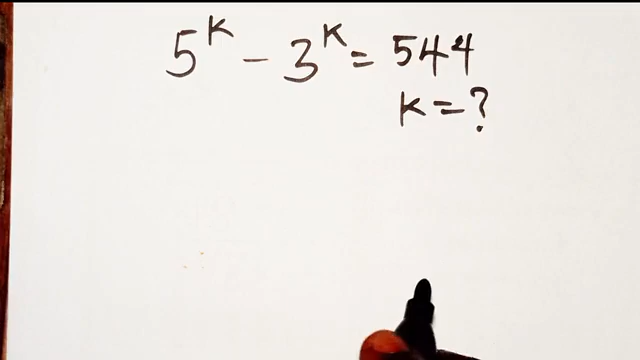 5^k - 3^k = 544
k = ?